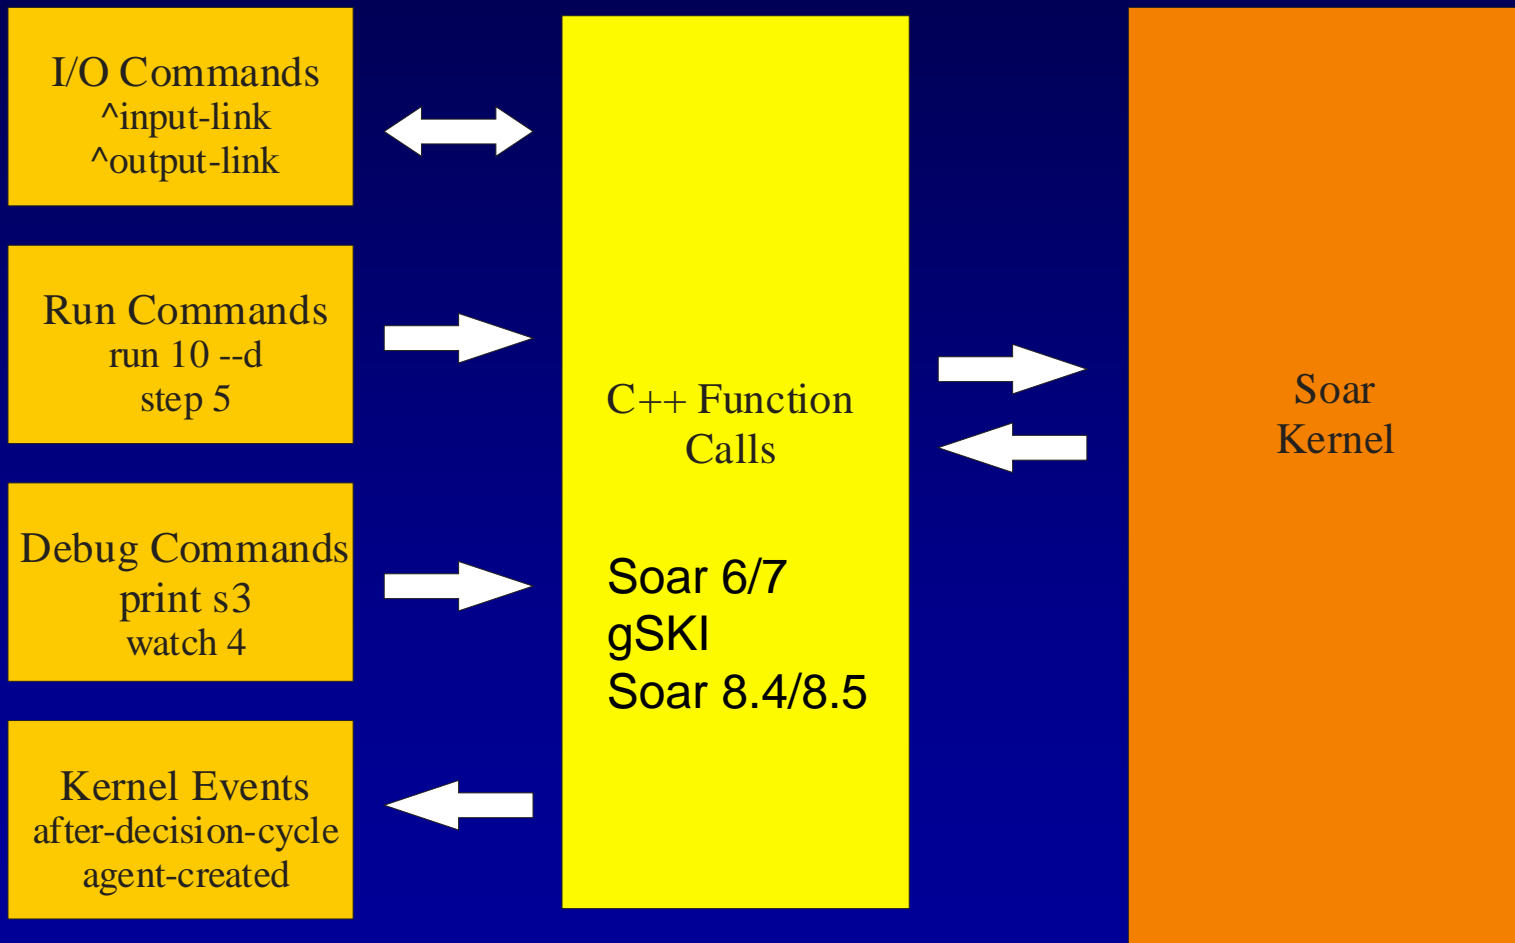 I/O Commands
^input-link
^output-link
Run Commands
run 10 --d
step 5
Debug Commands
print s3
watch 4
Kernel Events
after-decision-cycle
agent-created
C++ Function
Calls
Soar 6/7
gSKI
Soar 8.4/8.5
Soar
Kernel